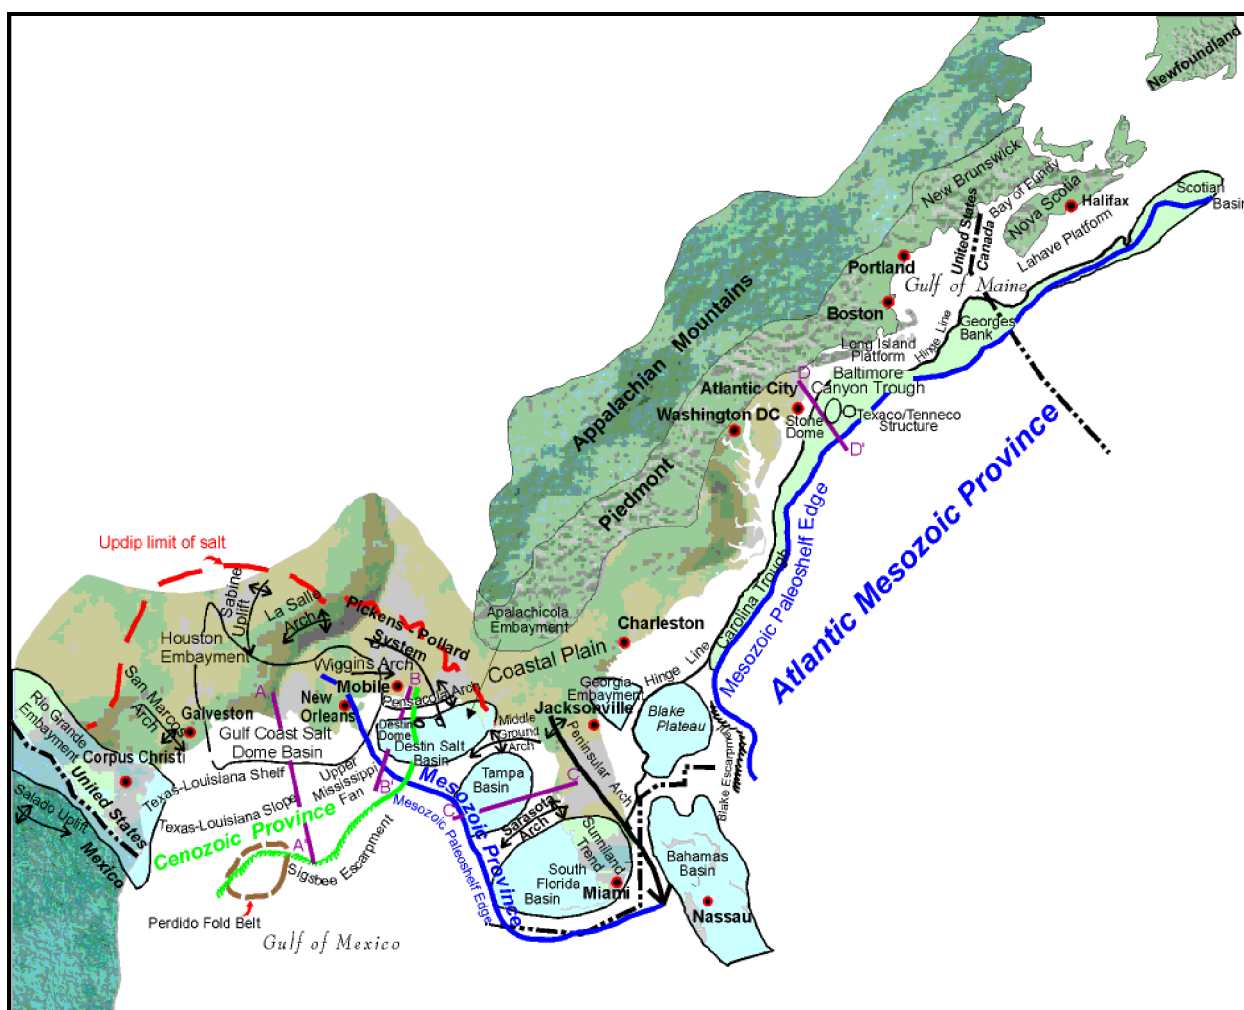 Newfoundland
New Brunswick
Bay of Fundy
Nova Scotia
Halifax
Scotian
Basin
Lahave Platform
United States
Canada
Portland
Gulf of Maine
Boston
Georges
Bank
Hinge Line
Long Island
Platform
Appalachian Mountains
D
Baltimore
Canyon Trough
Atlantic City
Washington DC
Stone
Dome
Texaco/Tenneco
Structure
D'
Piedmont
Atlantic Mesozoic Province
Mesozoic Paleoshelf Edge
Carolina Trough
Updip limit of salt
Sabine
Uplift
La Salle
Arch
Pickens - Pollard
System
Apalachicola
Embayment
Charleston
Houston
Embayment
Wiggins Arch
Coastal Plain
Hinge Line
San Marcos
Arch
A
Mobile
B
Pensacola Arch
Georgia
Embayment
Rio Grande
Embayment
Galveston
New
Orleans
Jacksonville
Blake
Plateau
Gulf Coast Salt
Dome Basin
Destin
Dome
Destin Salt
Basin
Middle
Ground
Arch
Peninsular Arch
Corpus Christi
Texas-Louisiana Shelf
Upper
Mississippi
Fan
B'
Mesozoic Province
Tampa
Basin
C
Blake Escarpment
United States
Mexico
Salado Uplift
Texas-Louisiana Slope
Cenozoic Province
Mesozoic Paleoshelf Edge
C'
Sarasota
Arch
Sunniland
Trend
A'
Sigsbee Escarpment
South
Florida
Basin
Miami
Bahamas
Basin
Nassau
Perdido Fold Belt
Gulf of Mexico